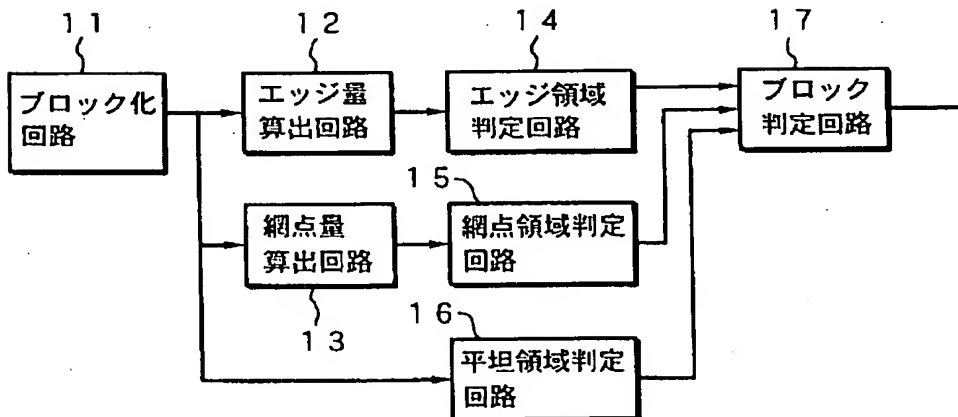 11
12
14
17
ブロック化
回路
エッジ量
算出回路
エッジ領域
判定回路
ブロック
判定回路
15
網点量
算出回路
網点領域判定
回路
13
16
平坦領域判定
回路